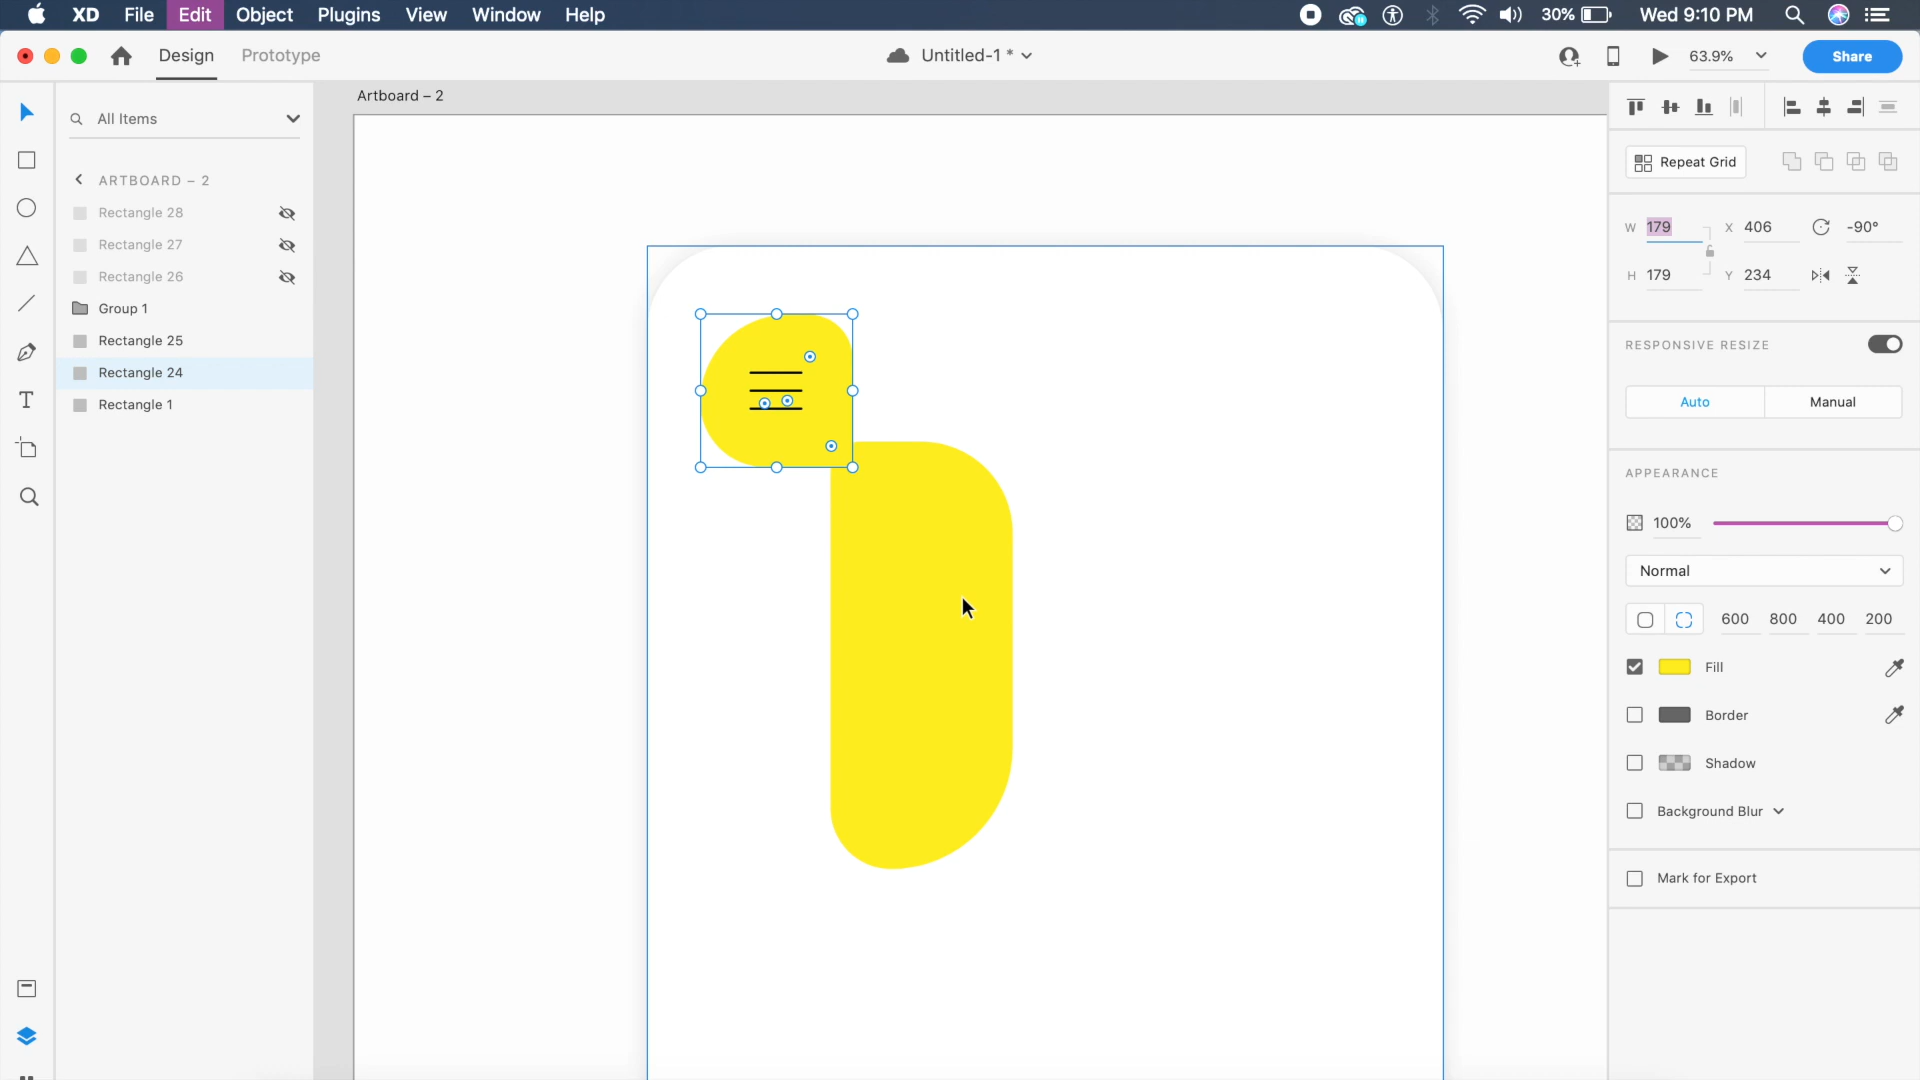 XD File Edit Object Plugins View Window Help 30% Wed 9:10 PM
Design Prototype Untitled-1 * 63.9% Share
All Items
ARTBOARD – 2
Rectangle 28
Rectangle 27
Rectangle 26
Group 1
Rectangle 25
Rectangle 24
Rectangle 1
Artboard – 2
Repeat Grid
W 179 X 406 -90°
H 179 Y 234
RESPONSIVE RESIZE
Auto Manual
APPEARANCE
100%
Normal
600 800 400 200
Fill
Border
Shadow
Background Blur
Mark for Export